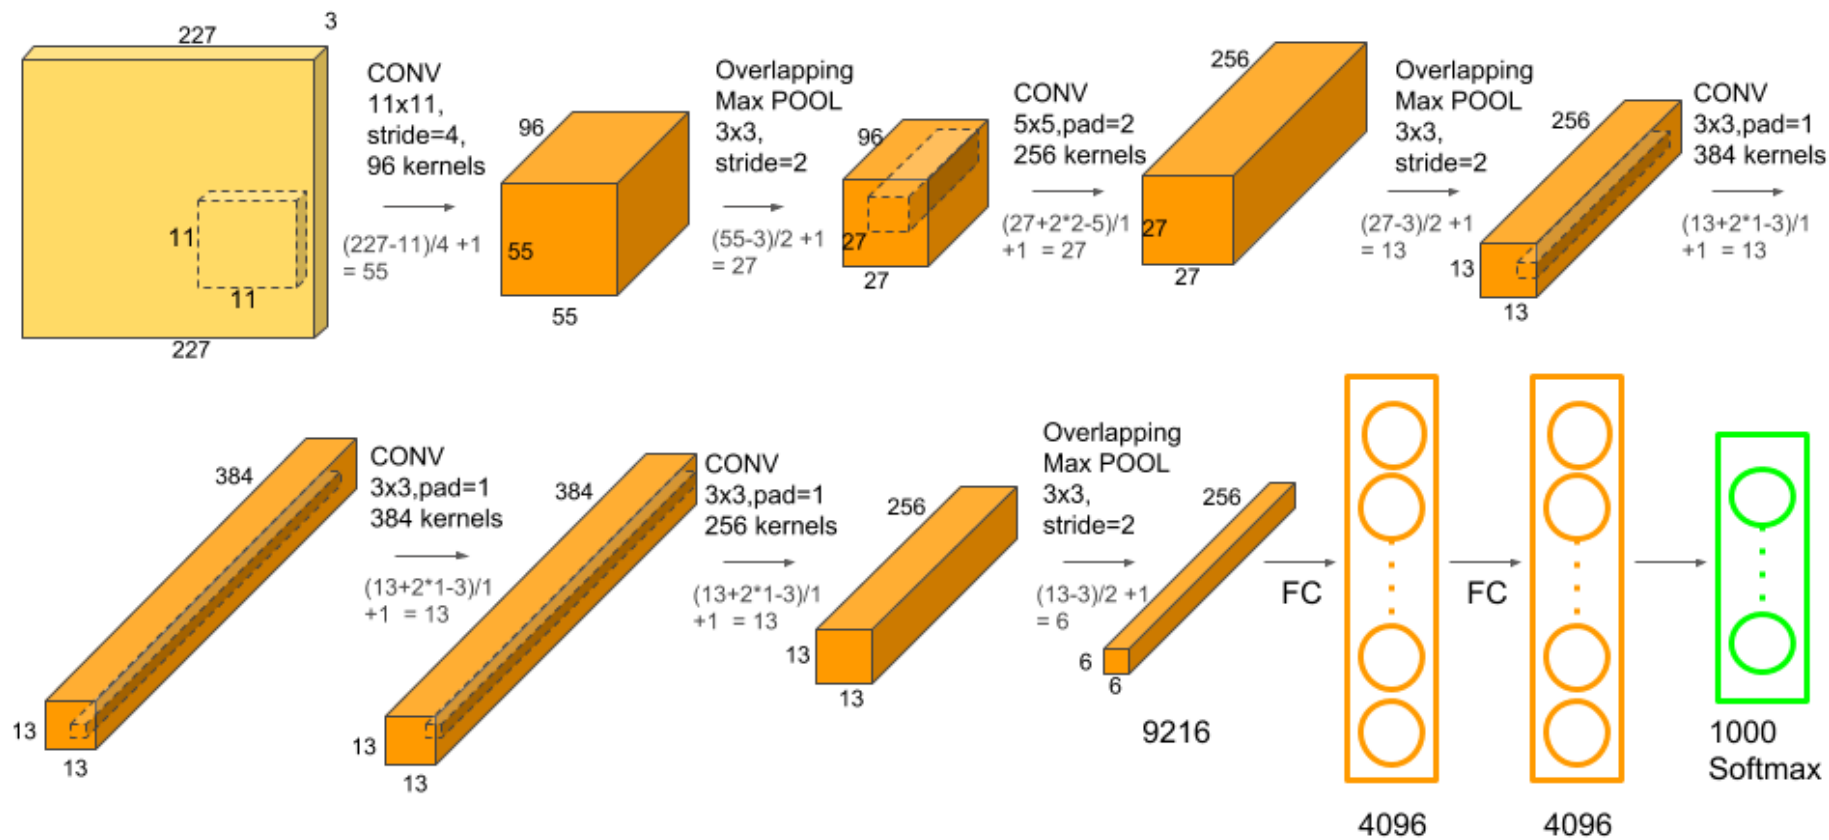 227
3
11
11
227
CONV
11x11,
stride=4,
96 kernels
(227-11)/4 +1
= 55
96
55
55
Overlapping
Max POOL
3x3,
stride=2
(55-3)/2 +1
= 27
96
27
27
CONV
5x5,pad=2
256 kernels
(27+2*2-5)/1
+1 = 27
256
27
27
Overlapping
Max POOL
3x3,
stride=2
(27-3)/2 +1
= 13
256
13
13
CONV
3x3,pad=1
384 kernels
(13+2*1-3)/1
+1 = 13
384
13
13
CONV
3x3,pad=1
384 kernels
(13+2*1-3)/1
+1 = 13
384
13
13
CONV
3x3,pad=1
256 kernels
(13+2*1-3)/1
+1 = 13
256
13
13
Overlapping
Max POOL
3x3,
stride=2
(13-3)/2 +1
= 6
256
6
6
9216
FC
4096
FC
4096
1000
Softmax